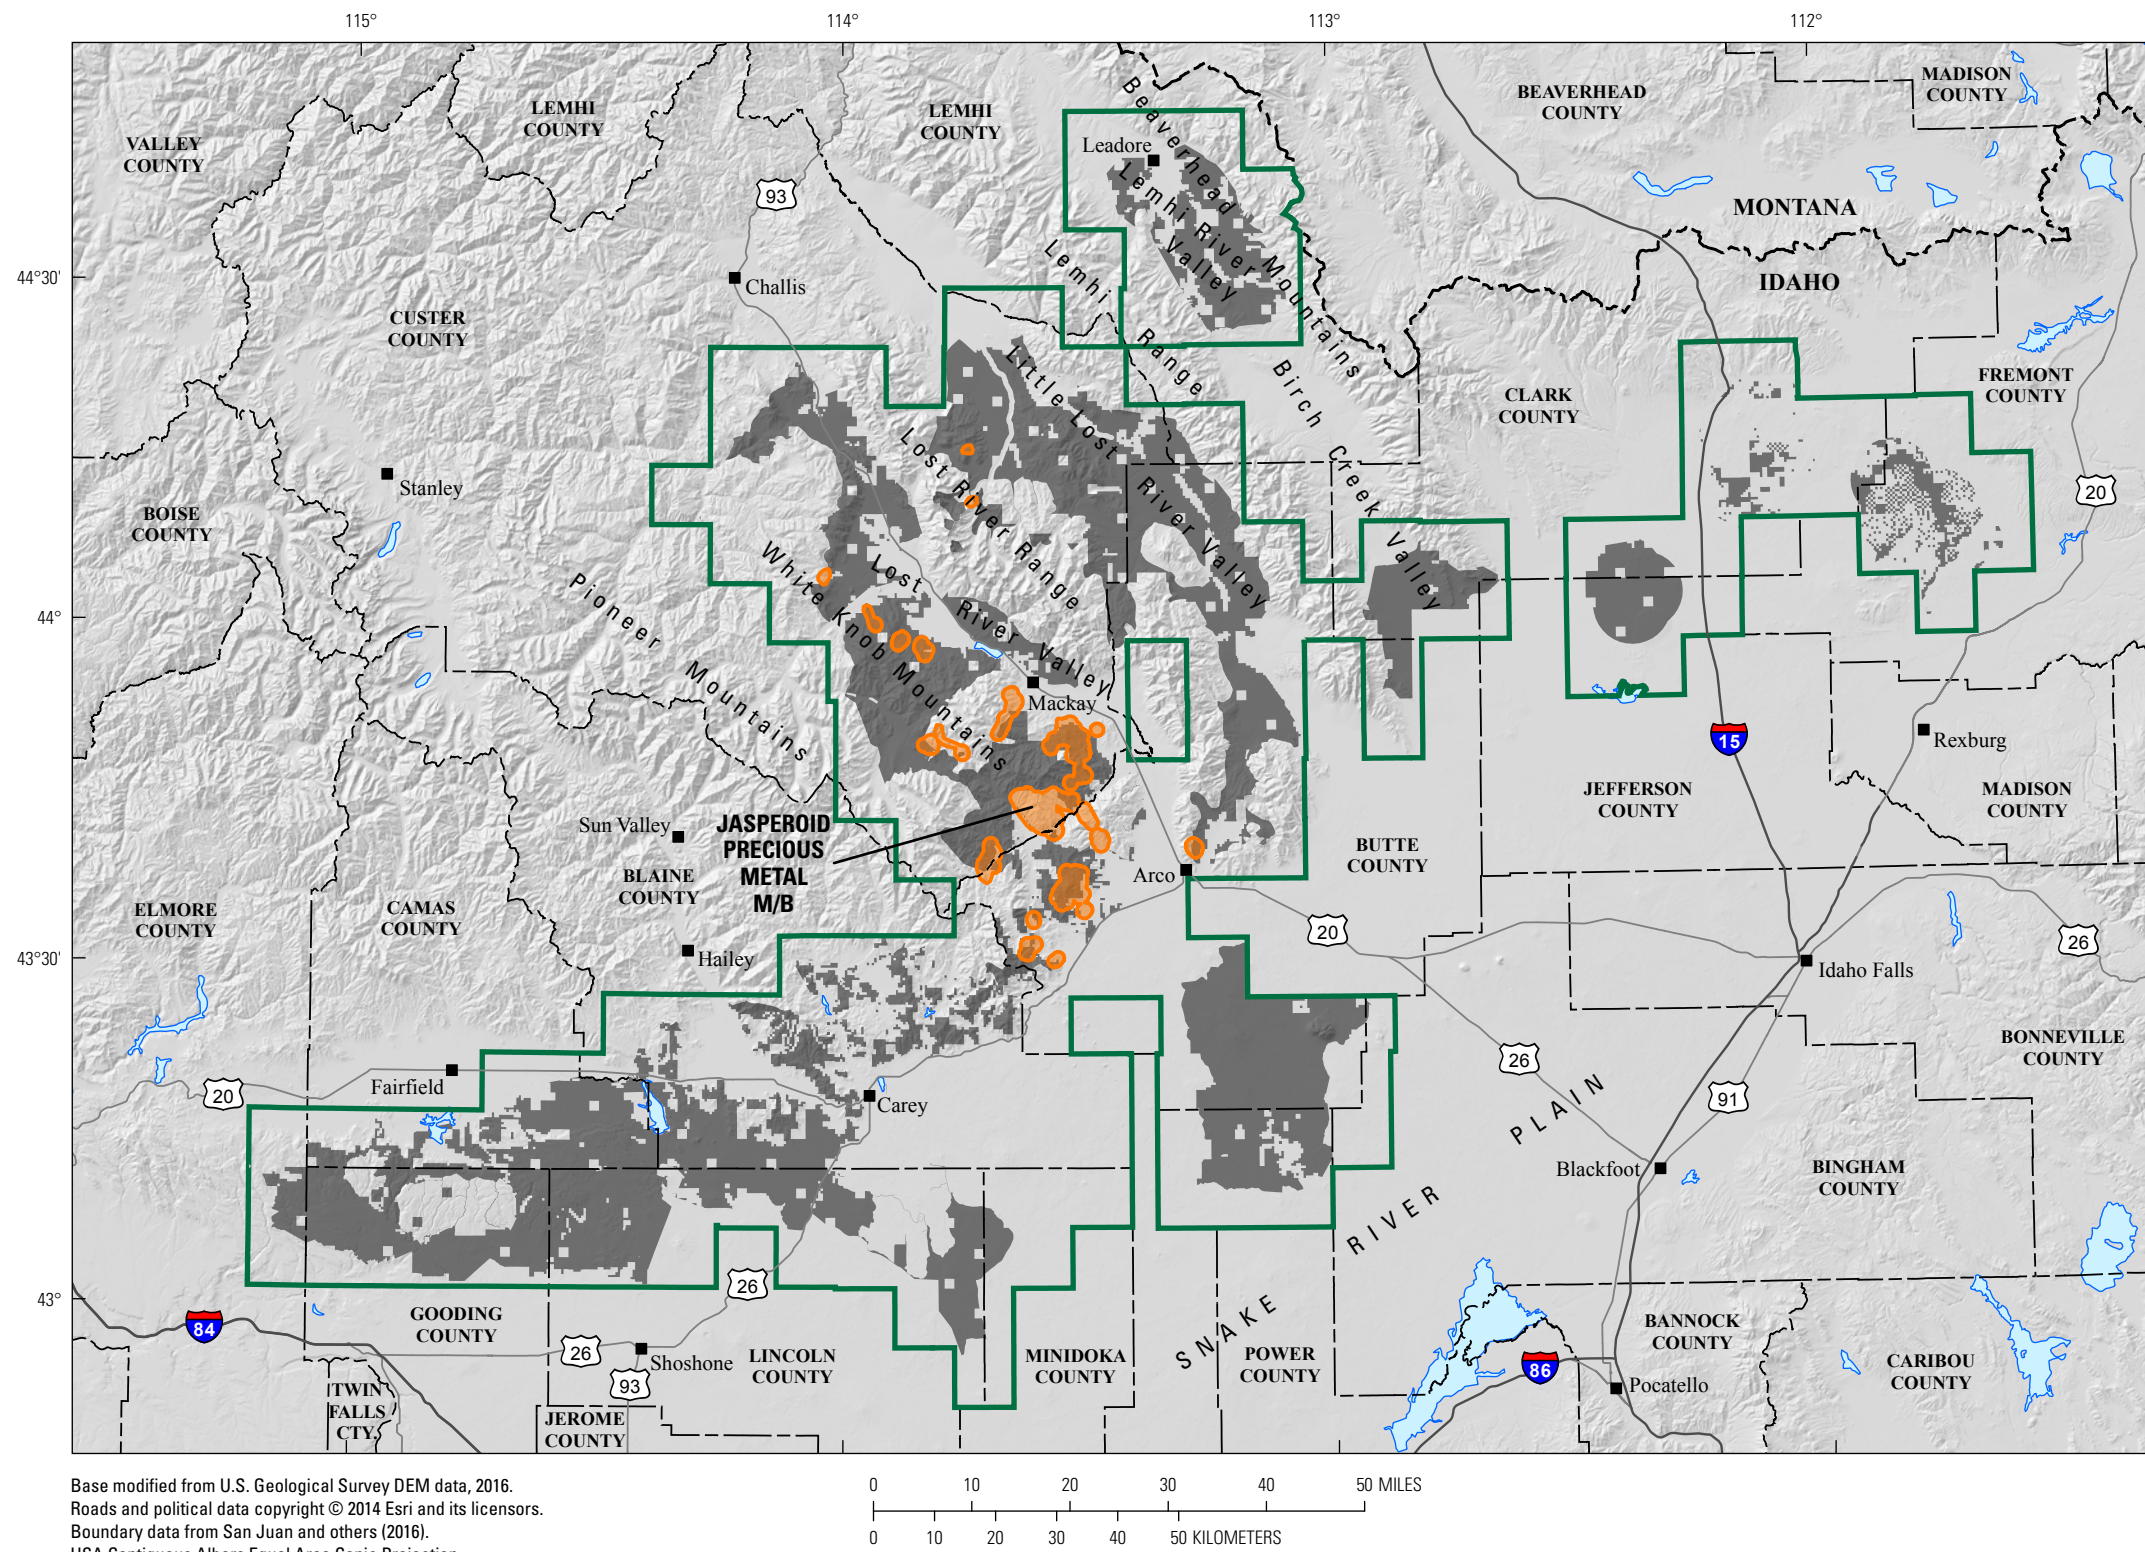 115°
114°
113°
112°
44°30'
44°
43°30'
43°
VALLEY
COUNTY
LEMHI
COUNTY
LEMHI
COUNTY
BEAVERHEAD
COUNTY
MADISON
COUNTY
93
Leadore
Beaverhead Mountains
Lemhi River Valley
MONTANA
IDAHO
Challis
CUSTER
COUNTY
Lemhi Range
Birch Creek Valley
CLARK
COUNTY
FREMONT
COUNTY
Little Lost River Valley
Lost River Range
Stanley
BOISE
COUNTY
20
White Knob Mountains
Lost River Valley
Pioneer Mountains
Mackay
15
Rexburg
JEFFERSON
COUNTY
MADISON
COUNTY
Sun Valley
JASPEROID
PRECIOUS
METAL
M/B
BUTTE
COUNTY
Arco
BLAINE
COUNTY
ELMORE
COUNTY
CAMAS
COUNTY
Hailey
20
26
Idaho Falls
BONNEVILLE
COUNTY
Fairfield
20
Carey
26
91
SNAKE RIVER PLAIN
Blackfoot
BINGHAM
COUNTY
26
84
GOODING
COUNTY
26
Shoshone
93
LINCOLN
COUNTY
MINIDOKA
COUNTY
POWER
COUNTY
86
BANNOCK
COUNTY
Pocatello
CARIBOU
COUNTY
TWIN
FALLS
CTY.
JEROME
COUNTY
Base modified from U.S. Geological Survey DEM data, 2016.
Roads and political data copyright © 2014 Esri and its licensors.
Boundary data from San Juan and others (2016).
USA Contiguous Albers Equal Area Conic Projection
0 10 20 30 40 50 MILES
0 10 20 30 40 50 KILOMETERS